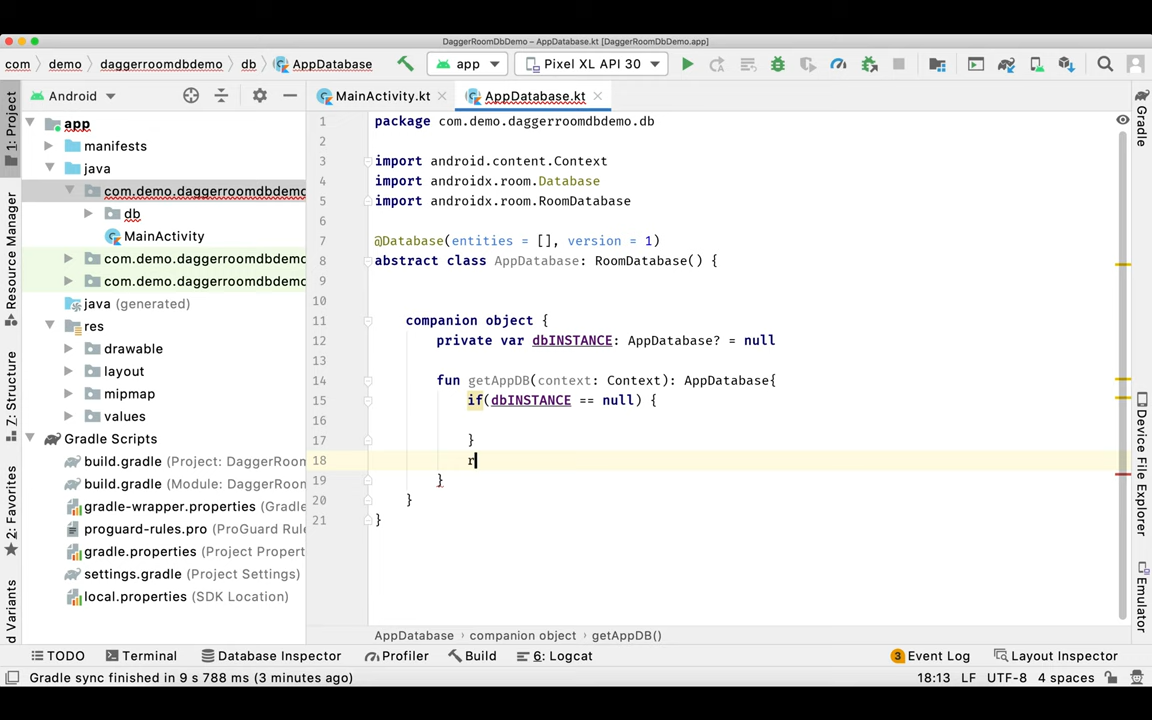 DaggerRoomDbDemo – AppDatabase.kt [DaggerRoomDbDemo.app]
com demo daggerroomdbdemo db AppDatabase app Pixel XL API 30
Android MainActivity.kt AppDatabase.kt
1: Project
Resource Manager
Z: Structure
2: Favorites
d Variants
app
manifests
java
com.demo.daggerroomdbdemo
db
MainActivity
com.demo.daggerroomdbdemo
com.demo.daggerroomdbdemo
java (generated)
res
drawable
layout
mipmap
values
Gradle Scripts
build.gradle (Project: DaggerRoom
build.gradle (Module: DaggerRoom
gradle-wrapper.properties (Gradle
proguard-rules.pro (ProGuard Rule
gradle.properties (Project Propert
settings.gradle (Project Settings)
local.properties (SDK Location)
1 package com.demo.daggerroomdbdemo.db
2
3 import android.content.Context
4 import androidx.room.Database
5 import androidx.room.RoomDatabase
6
7 @Database(entities = [], version = 1)
8 abstract class AppDatabase: RoomDatabase() {
9
10
11 companion object {
12 private var dbINSTANCE: AppDatabase? = null
13
14 fun getAppDB(context: Context): AppDatabase{
15 if(dbINSTANCE == null) {
16
17 }
18 r
19 }
20 }
21 }
Gradle
Device File Explorer
Emulator
AppDatabase companion object getAppDB()
TODO Terminal Database Inspector Profiler Build 6: Logcat 3 Event Log Layout Inspector
Gradle sync finished in 9 s 788 ms (3 minutes ago) 18:13 LF UTF-8 4 spaces